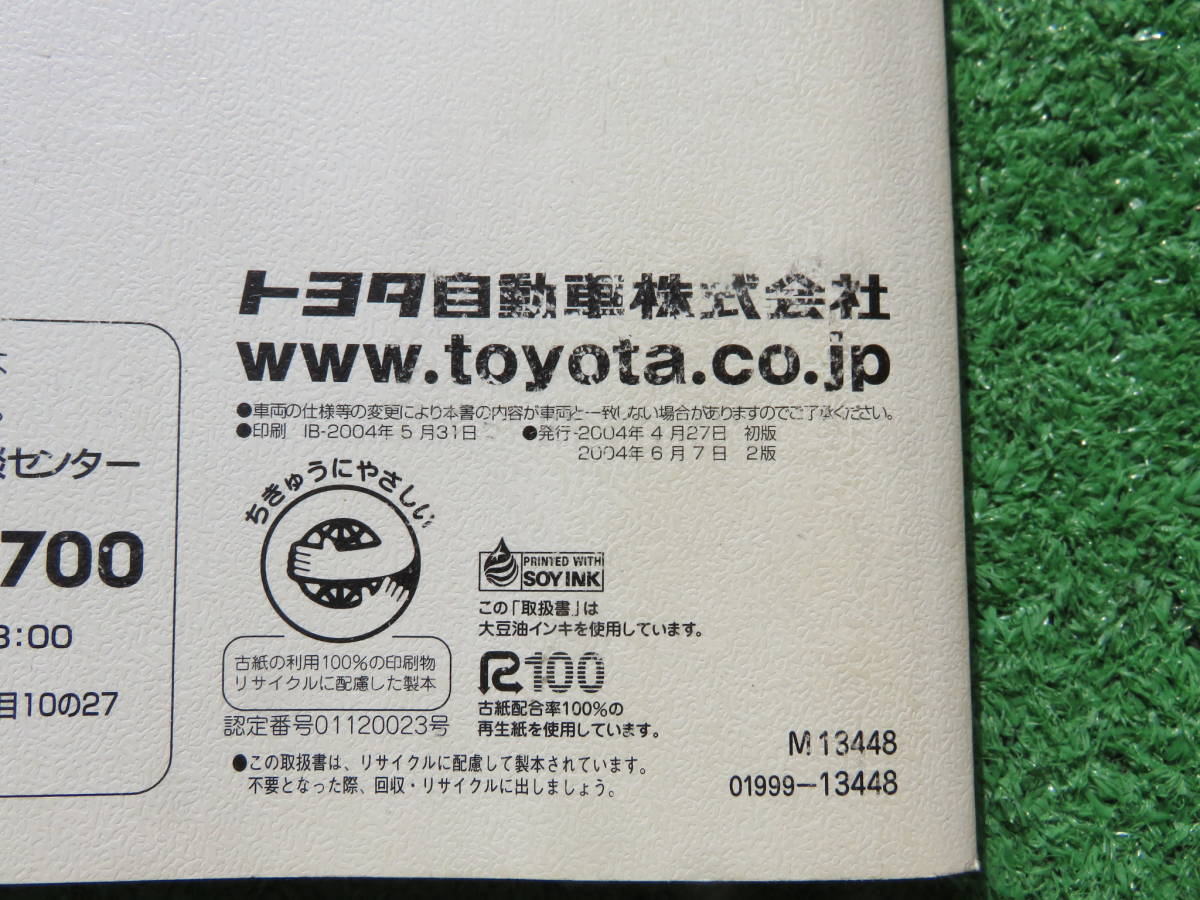 トヨタ自動車株式会社
www.toyota.co.jp
●車両の仕様等の変更により本書の内容が車両と一致しない場合がありますのでご了承ください。
●印刷 IB-2004年5月31日 ●発行-2004年4月27日 初版
2004年6月7日 2版
センター
700
:00
目10の27
ちきゅうにやさしい
古紙の利用100%の印刷物
リサイクルに配慮した製本
認定番号01120023号
PRINTED WITH
SOY INK
この「取扱書」は
大豆油インキを使用しています。
R100
古紙配合率100%の
再生紙を使用しています。
●この取扱書は、リサイクルに配慮して製本されています。
不要となった際、回収・リサイクルに出しましょう。
M 13448
01999-13448